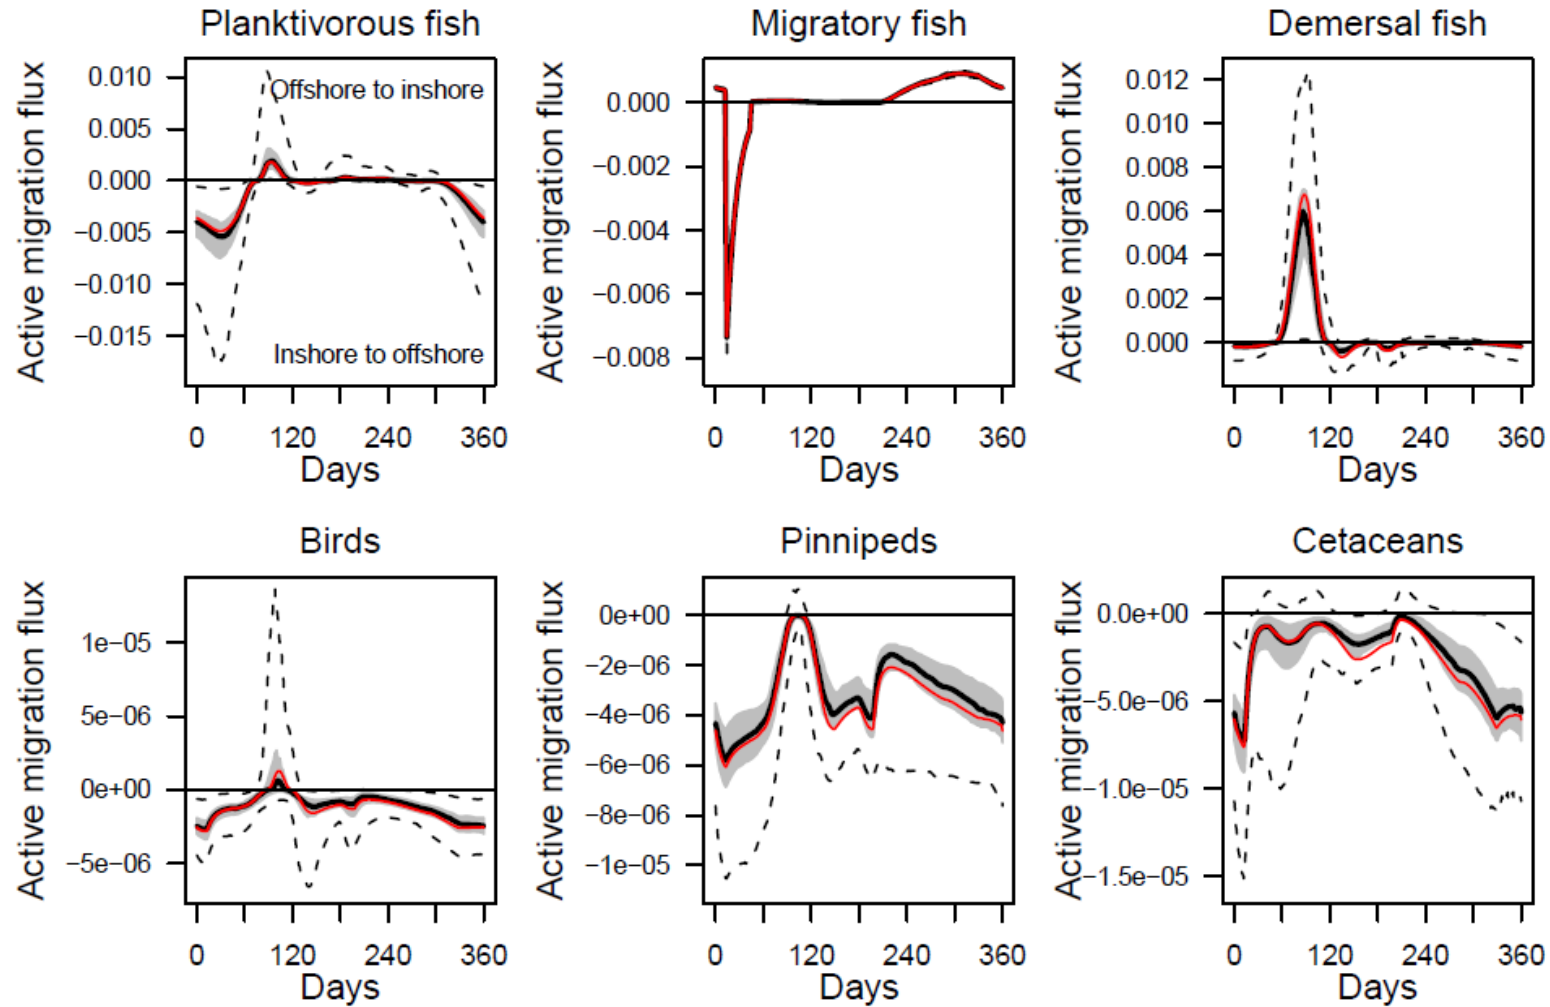 Planktivorous fish
Active migration flux
0.010
0.005
0.000
−0.005
−0.010
−0.015
Offshore to inshore
Inshore to offshore
0 120 240 360
Days
Migratory fish
Active migration flux
0.000
−0.002
−0.004
−0.006
−0.008
0 120 240 360
Days
Demersal fish
Active migration flux
0.012
0.010
0.008
0.006
0.004
0.002
0.000
0 120 240 360
Days
Birds
Active migration flux
1e−05
5e−06
0e+00
−5e−06
0 120 240 360
Days
Pinnipeds
Active migration flux
0e+00
−2e−06
−4e−06
−6e−06
−8e−06
−1e−05
0 120 240 360
Days
Cetaceans
Active migration flux
0.0e+00
−5.0e−06
−1.0e−05
−1.5e−05
0 120 240 360
Days